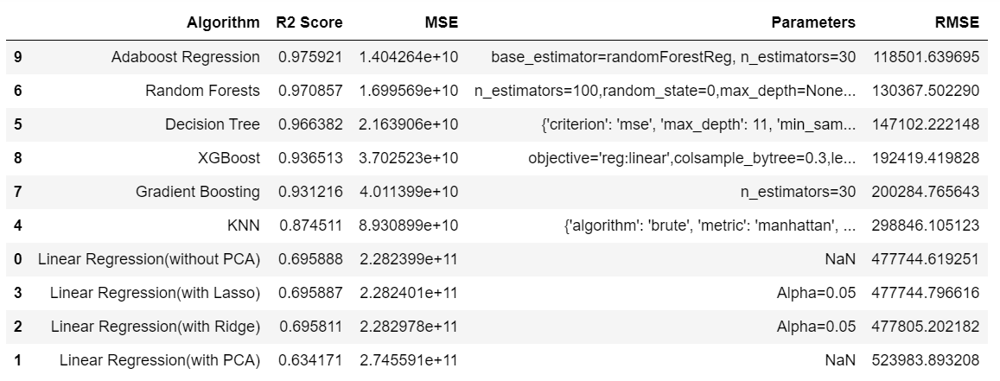 Algorithm R2 Score MSE Parameters RMSE
9 Adaboost Regression 0.975921 1.404264e+10 base_estimator=randomForestReg, n_estimators=30 118501.639695
6 Random Forests 0.970857 1.699569e+10 n_estimators=100,random_state=0,max_depth=None... 130367.502290
5 Decision Tree 0.966382 2.163906e+10 {'criterion': 'mse', 'max_depth': 11, 'min_sam... 147102.222148
8 XGBoost 0.936513 3.702523e+10 objective='reg:linear',colsample_bytree=0.3,le... 192419.419828
7 Gradient Boosting 0.931216 4.011399e+10 n_estimators=30 200284.765643
4 KNN 0.874511 8.930899e+10 {'algorithm': 'brute', 'metric': 'manhattan', ... 298846.105123
0 Linear Regression(without PCA) 0.695888 2.282399e+11 NaN 477744.619251
3 Linear Regression(with Lasso) 0.695887 2.282401e+11 Alpha=0.05 477744.796616
2 Linear Regression(with Ridge) 0.695811 2.282978e+11 Alpha=0.05 477805.202182
1 Linear Regression(with PCA) 0.634171 2.745591e+11 NaN 523983.893208